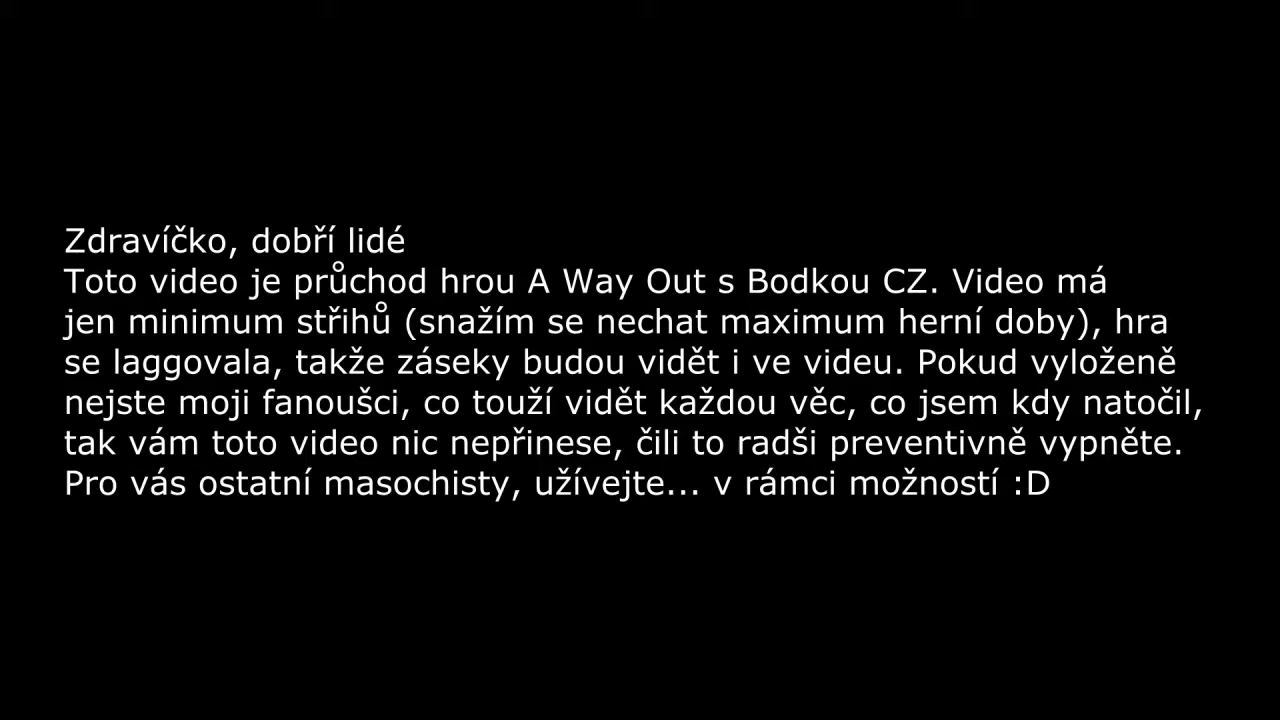 Zdravíčko, dobří lidé
Toto video je průchod hrou A Way Out s Bodkou CZ. Video má
jen minimum střihů (snažím se nechat maximum herní doby), hra
se laggovala, takže záseky budou vidět i ve videu. Pokud vyloženě
nejste moji fanoušci, co touží vidět každou věc, co jsem kdy natočil,
tak vám toto video nic nepřinese, čili to radši preventivně vypněte.
Pro vás ostatní masochisty, užívejte... v rámci možností :D